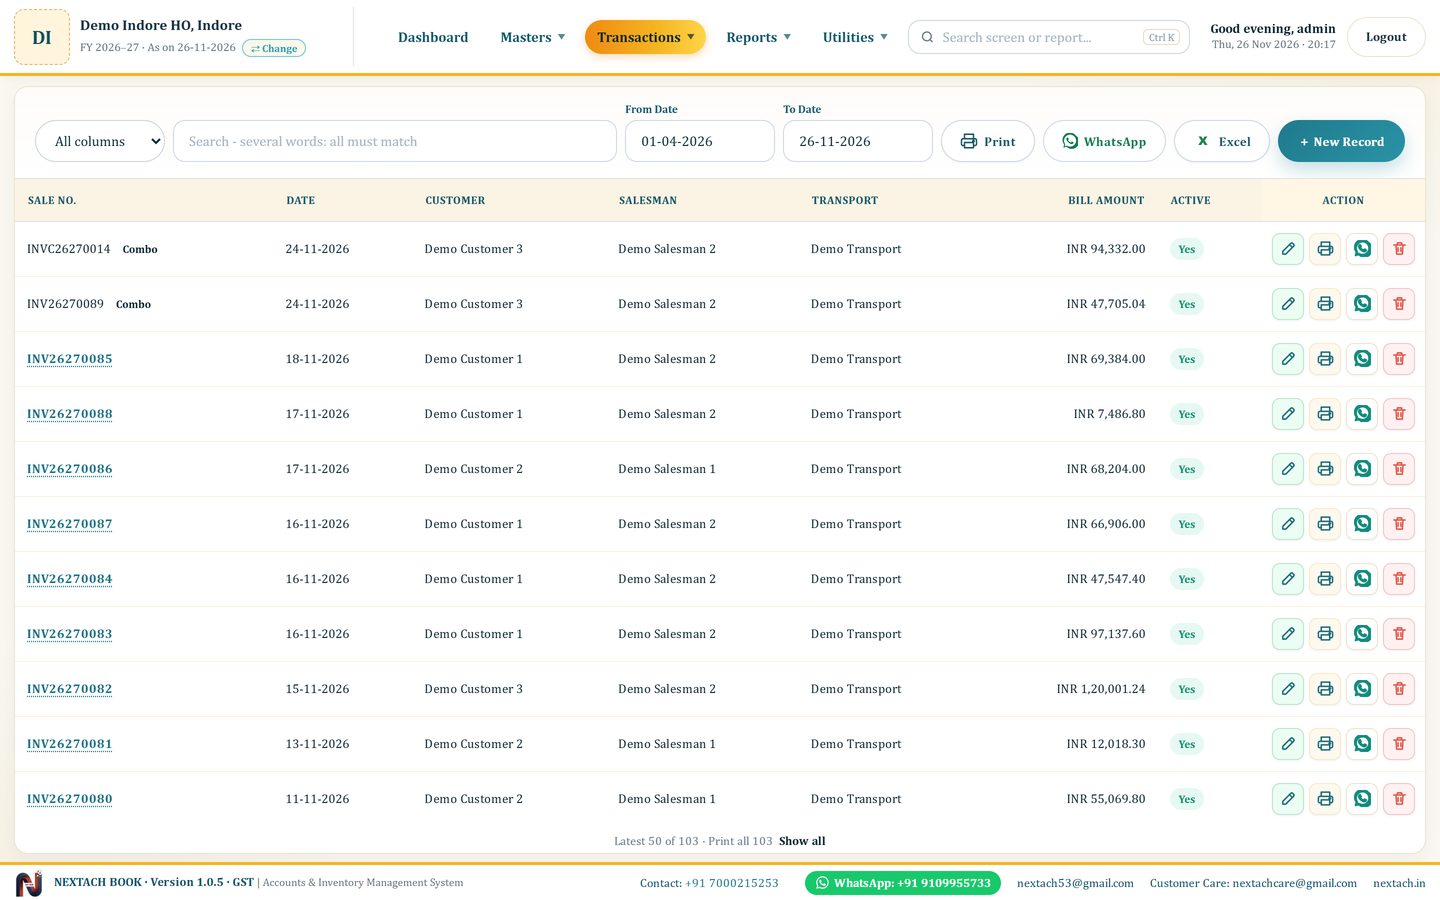 DI
Demo Indore HO, Indore
FY 2026–27 · As on 26-11-2026 ⇄ Change
Dashboard Masters ▼ Transactions ▼ Reports ▼ Utilities ▼
Search screen or report... Ctrl K
Good evening, admin
Thu, 26 Nov 2026 · 20:17
Logout
From Date To Date
All columns Search - several words: all must match 01-04-2026 26-11-2026 Print WhatsApp X Excel + New Record
SALE NO. DATE CUSTOMER SALESMAN TRANSPORT BILL AMOUNT ACTIVE ACTION
INVC26270014 Combo 24-11-2026 Demo Customer 3 Demo Salesman 2 Demo Transport INR 94,332.00 Yes
INV26270089 Combo 24-11-2026 Demo Customer 3 Demo Salesman 2 Demo Transport INR 47,705.04 Yes
INV26270085 18-11-2026 Demo Customer 1 Demo Salesman 2 Demo Transport INR 69,384.00 Yes
INV26270088 17-11-2026 Demo Customer 1 Demo Salesman 2 Demo Transport INR 7,486.80 Yes
INV26270086 17-11-2026 Demo Customer 2 Demo Salesman 1 Demo Transport INR 68,204.00 Yes
INV26270087 16-11-2026 Demo Customer 1 Demo Salesman 2 Demo Transport INR 66,906.00 Yes
INV26270084 16-11-2026 Demo Customer 1 Demo Salesman 2 Demo Transport INR 47,547.40 Yes
INV26270083 16-11-2026 Demo Customer 1 Demo Salesman 2 Demo Transport INR 97,137.60 Yes
INV26270082 15-11-2026 Demo Customer 3 Demo Salesman 2 Demo Transport INR 1,20,001.24 Yes
INV26270081 13-11-2026 Demo Customer 2 Demo Salesman 1 Demo Transport INR 12,018.30 Yes
INV26270080 11-11-2026 Demo Customer 2 Demo Salesman 1 Demo Transport INR 55,069.80 Yes
Latest 50 of 103 · Print all 103 Show all
NEXTACH BOOK · Version 1.0.5 · GST | Accounts & Inventory Management System Contact: +91 7000215253 WhatsApp: +91 9109955733 nextach53@gmail.com Customer Care: nextachcare@gmail.com nextach.in